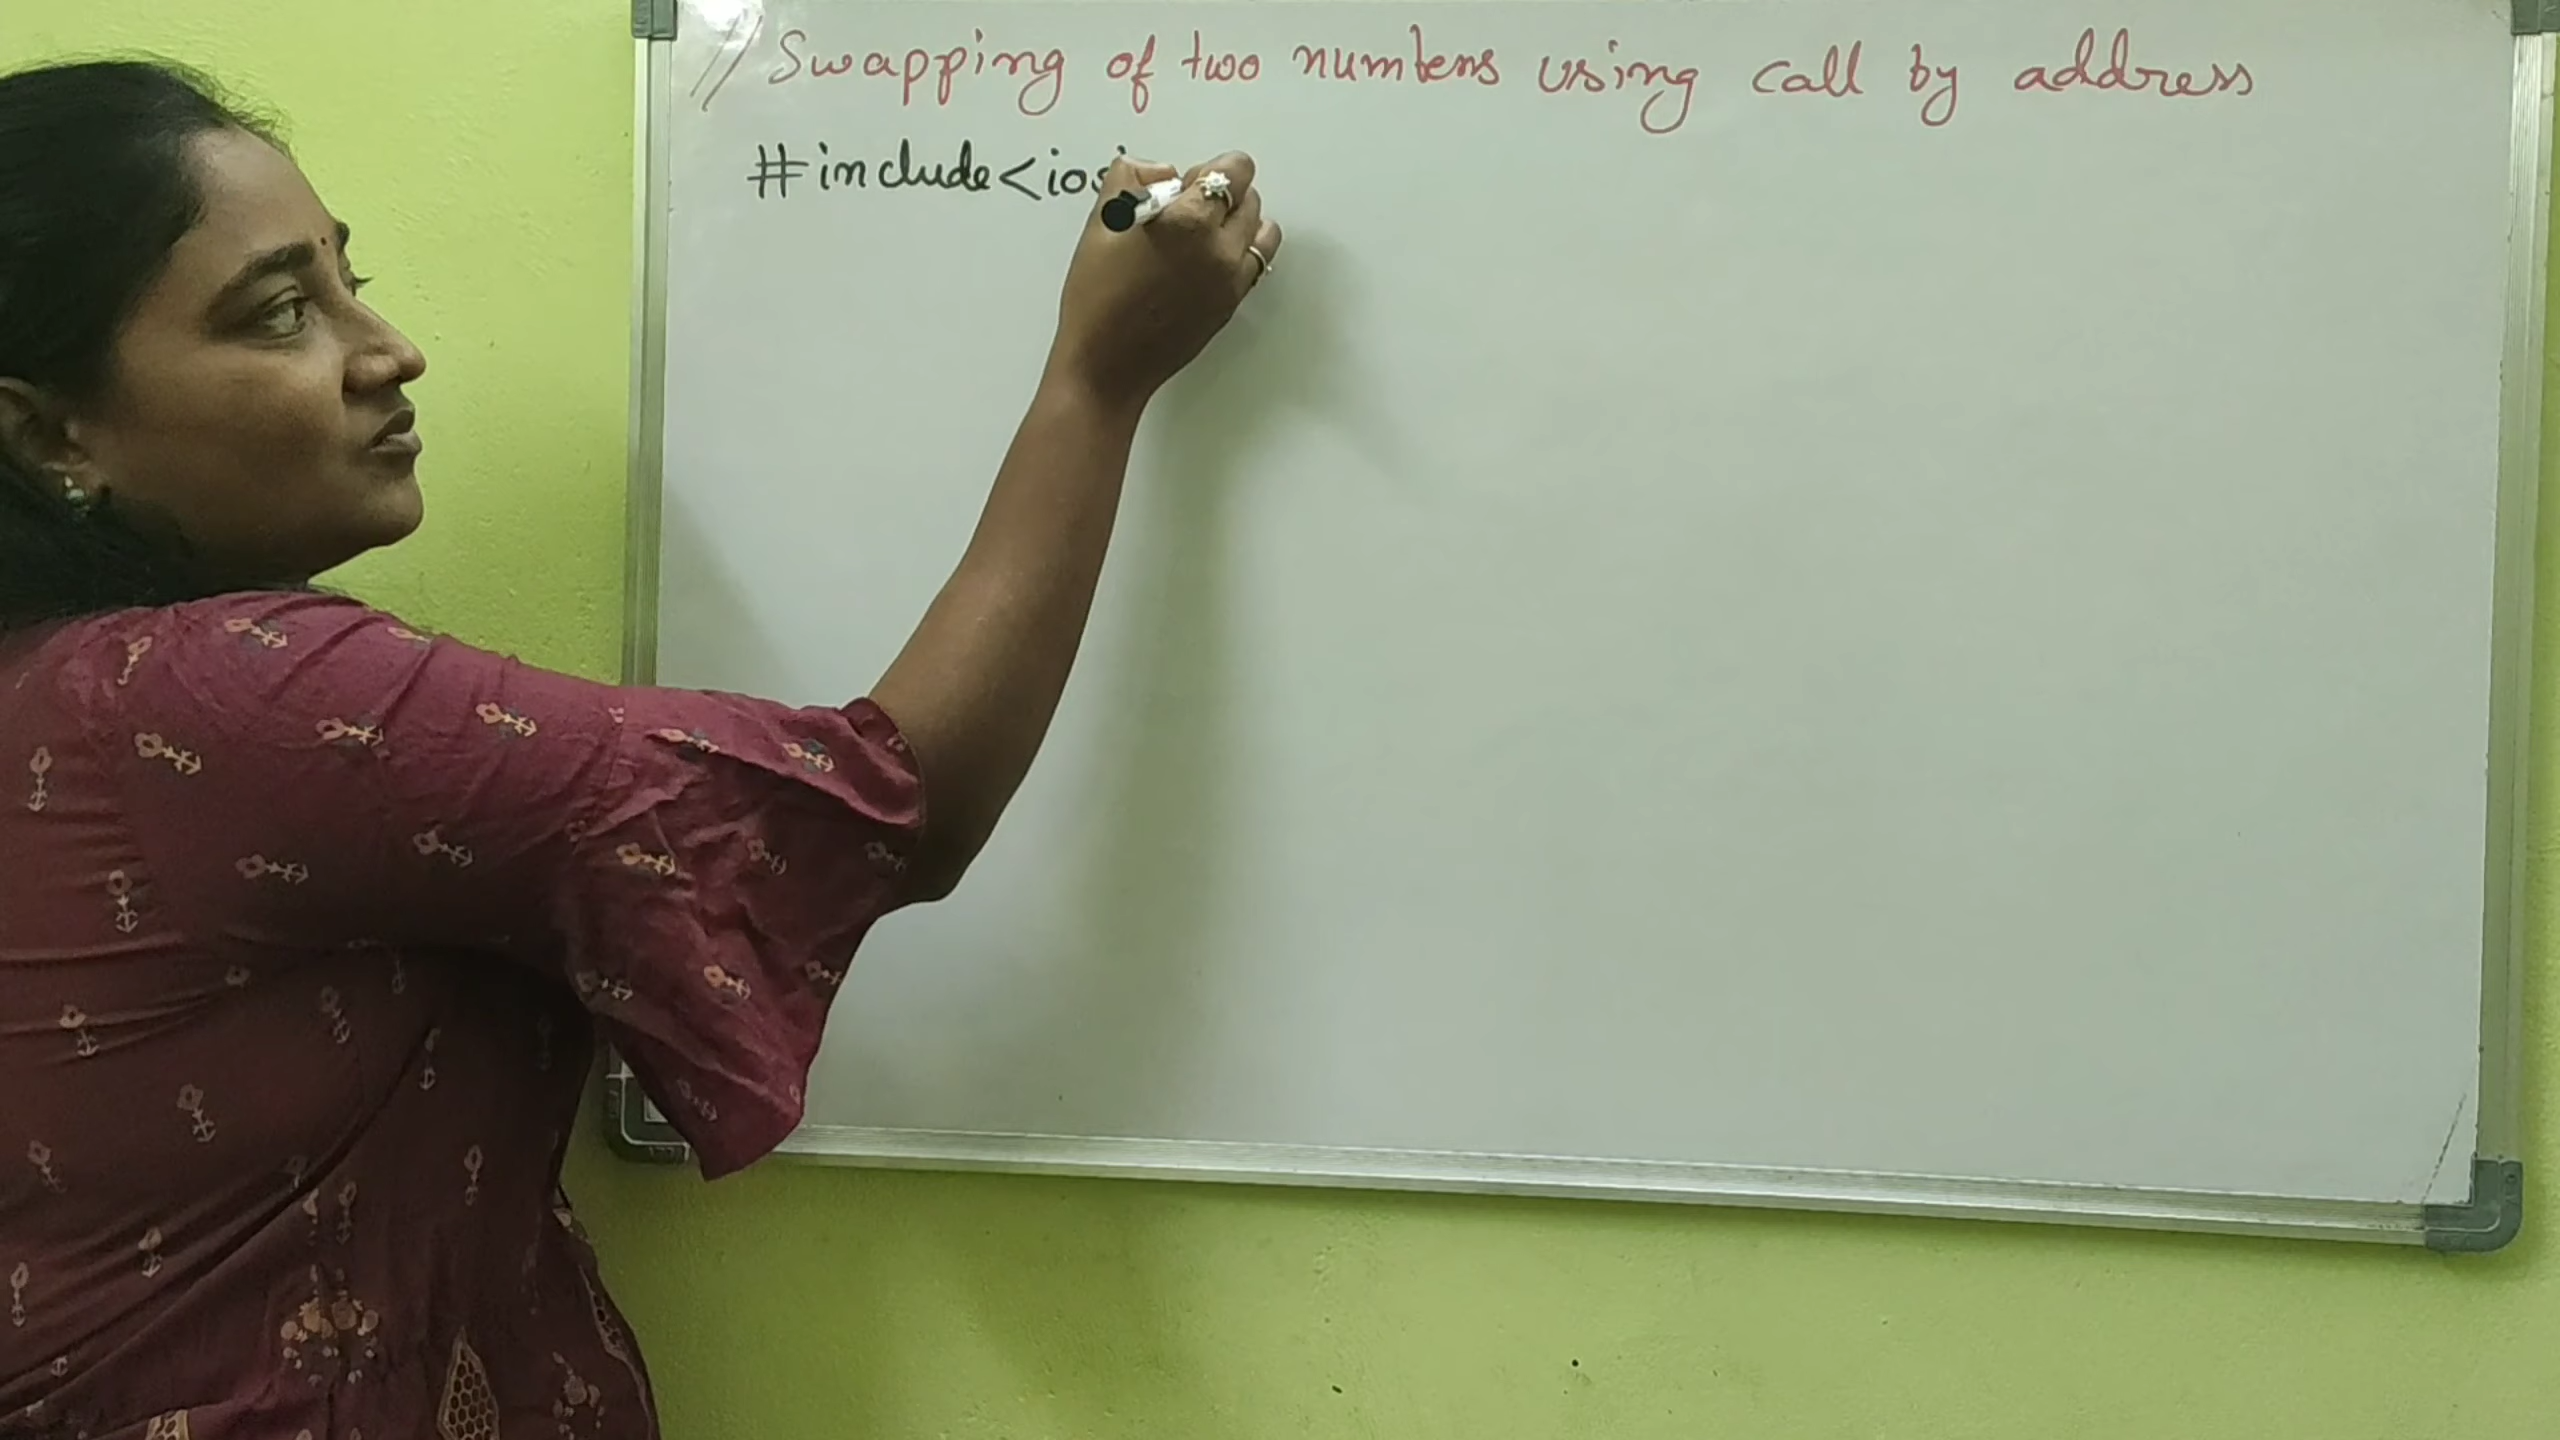 // Swapping of two numbers using call by address
#include<ios